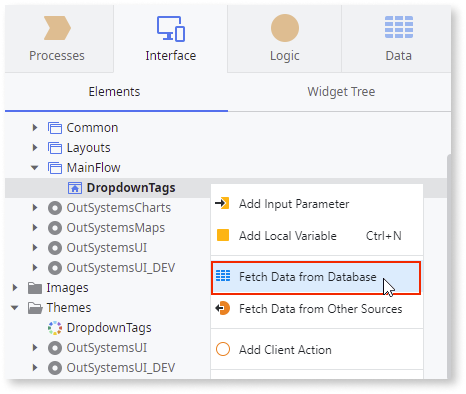 Processes Interface Logic Data
Elements Widget Tree
Common
Layouts
MainFlow
DropdownTags
OutSystemsCharts
OutSystemsMaps
OutSystemsUI
OutSystemsUI_DEV
Images
Themes
DropdownTags
OutSystemsUI
OutSystemsUI_DEV
Add Input Parameter
Add Local Variable Ctrl+N
Fetch Data from Database
Fetch Data from Other Sources
Add Client Action